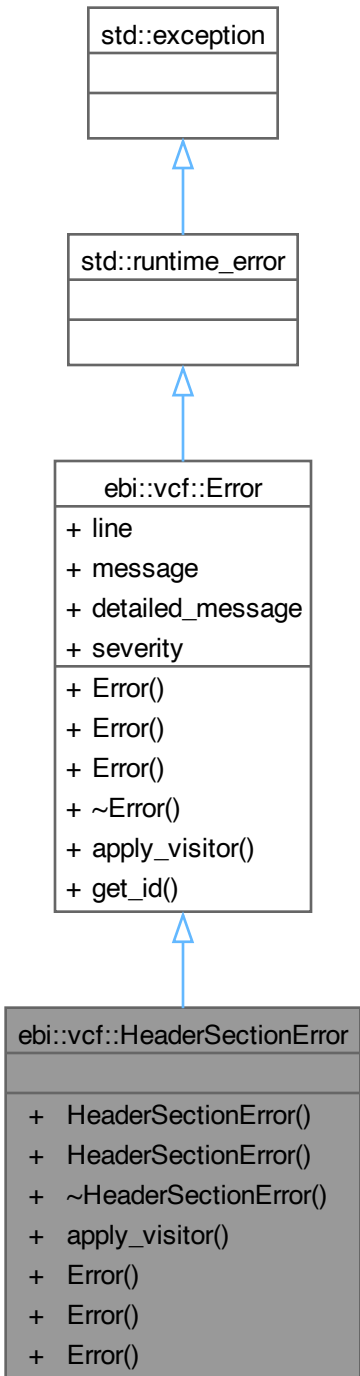 std::exception
std::runtime_error
ebi::vcf::Error
+ line
+ message
+ detailed_message
+ severity
+ Error()
+ Error()
+ Error()
+ ~Error()
+ apply_visitor()
+ get_id()
ebi::vcf::HeaderSectionError
+ HeaderSectionError()
+ HeaderSectionError()
+ ~HeaderSectionError()
+ apply_visitor()
+ Error()
+ Error()
+ Error()